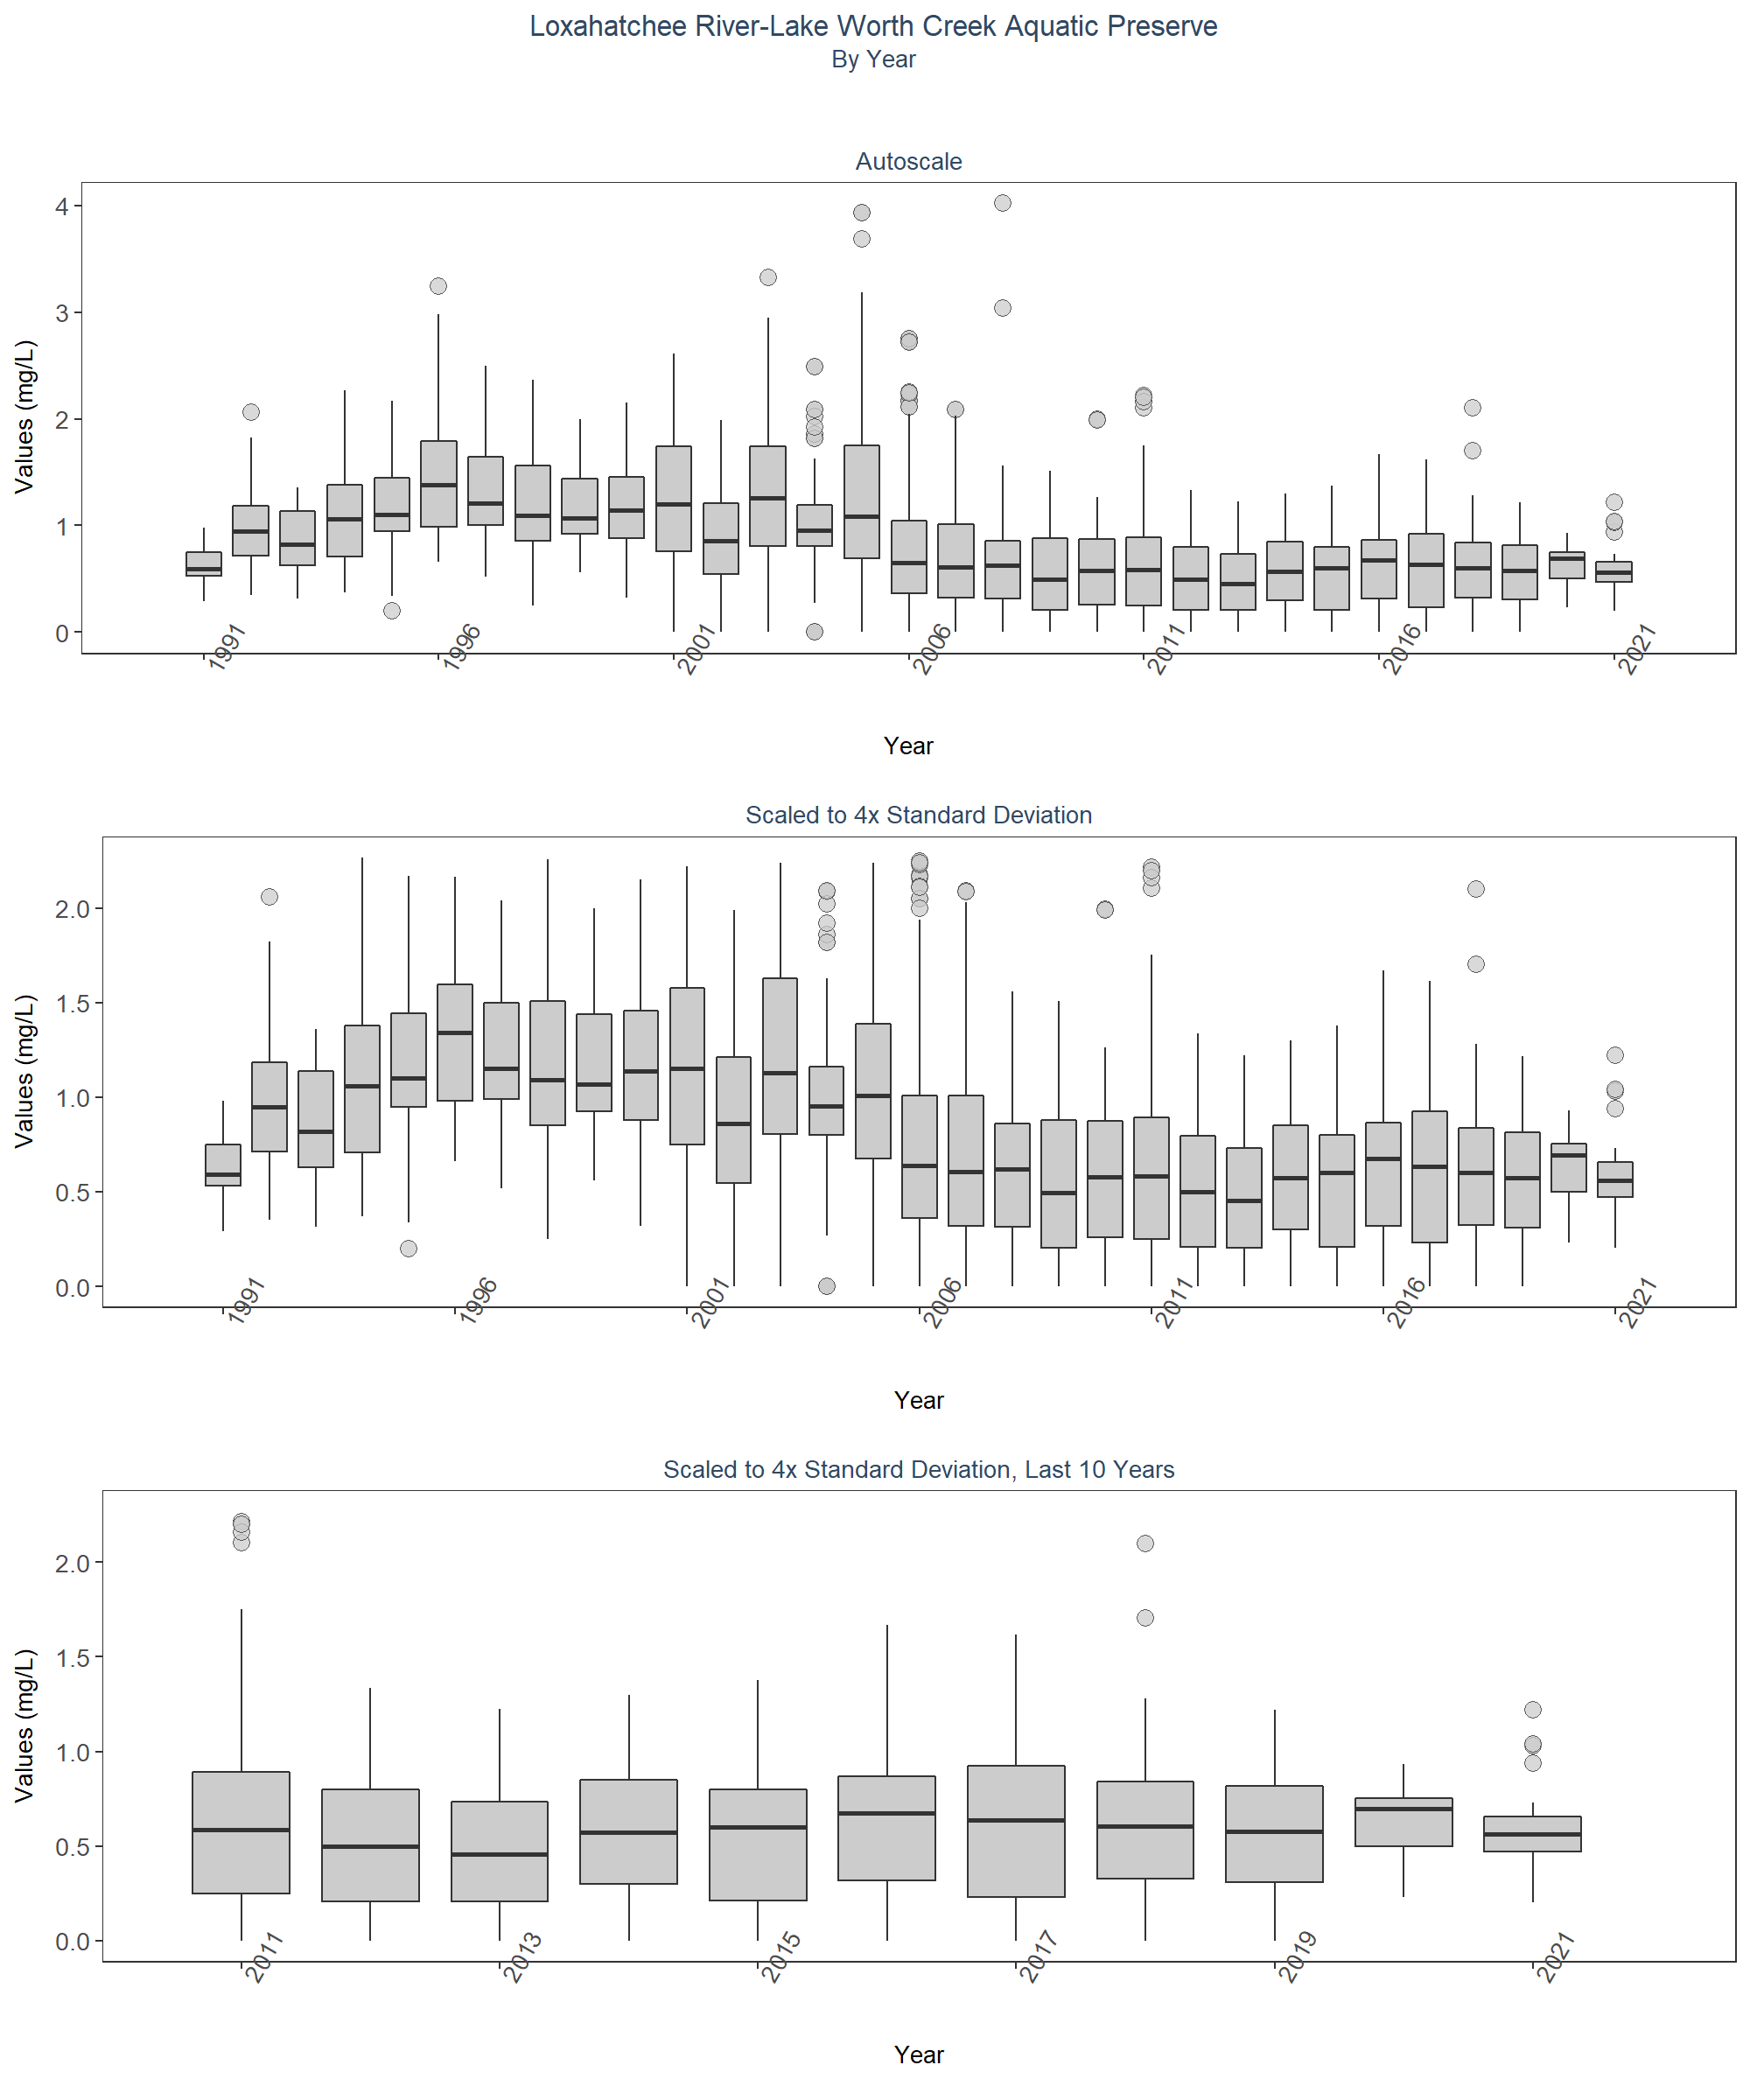 Loxahatchee River-Lake Worth Creek Aquatic Preserve
By Year
Autoscale
Values (mg/L)
4
3
2
1
0
1991 1996 2001 2006 2011 2016 2021
Year
Scaled to 4x Standard Deviation
Values (mg/L)
2.0
1.5
1.0
0.5
0.0
1991 1996 2001 2006 2011 2016 2021
Year
Scaled to 4x Standard Deviation, Last 10 Years
Values (mg/L)
2.0
1.5
1.0
0.5
0.0
2011 2013 2015 2017 2019 2021
Year